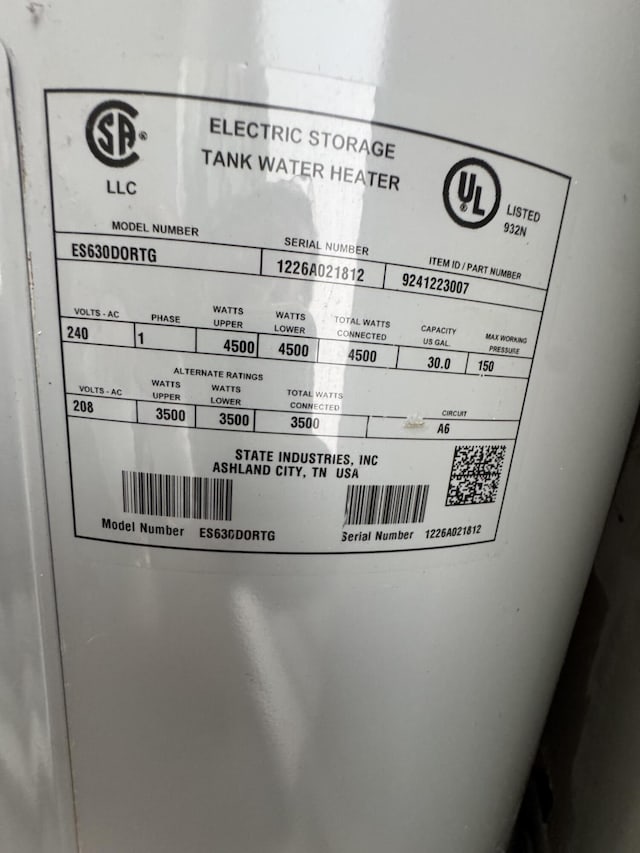 SA
LLC
ELECTRIC STORAGE
TANK WATER HEATER
UL
LISTED
932N
MODEL NUMBER
ES630DORTG
SERIAL NUMBER
1226A021812
ITEM ID / PART NUMBER
9241223007
VOLTS - AC PHASE WATTS UPPER WATTS LOWER TOTAL WATTS CONNECTED CAPACITY US GAL. MAX WORKING PRESSURE
240 1 4500 4500 4500 30.0 150
ALTERNATE RATINGS
VOLTS - AC WATTS UPPER WATTS LOWER TOTAL WATTS CONNECTED CIRCUIT
208 3500 3500 3500 A6
STATE INDUSTRIES, INC
ASHLAND CITY, TN USA
Model Number ES630DORTG
Serial Number 1226A021812